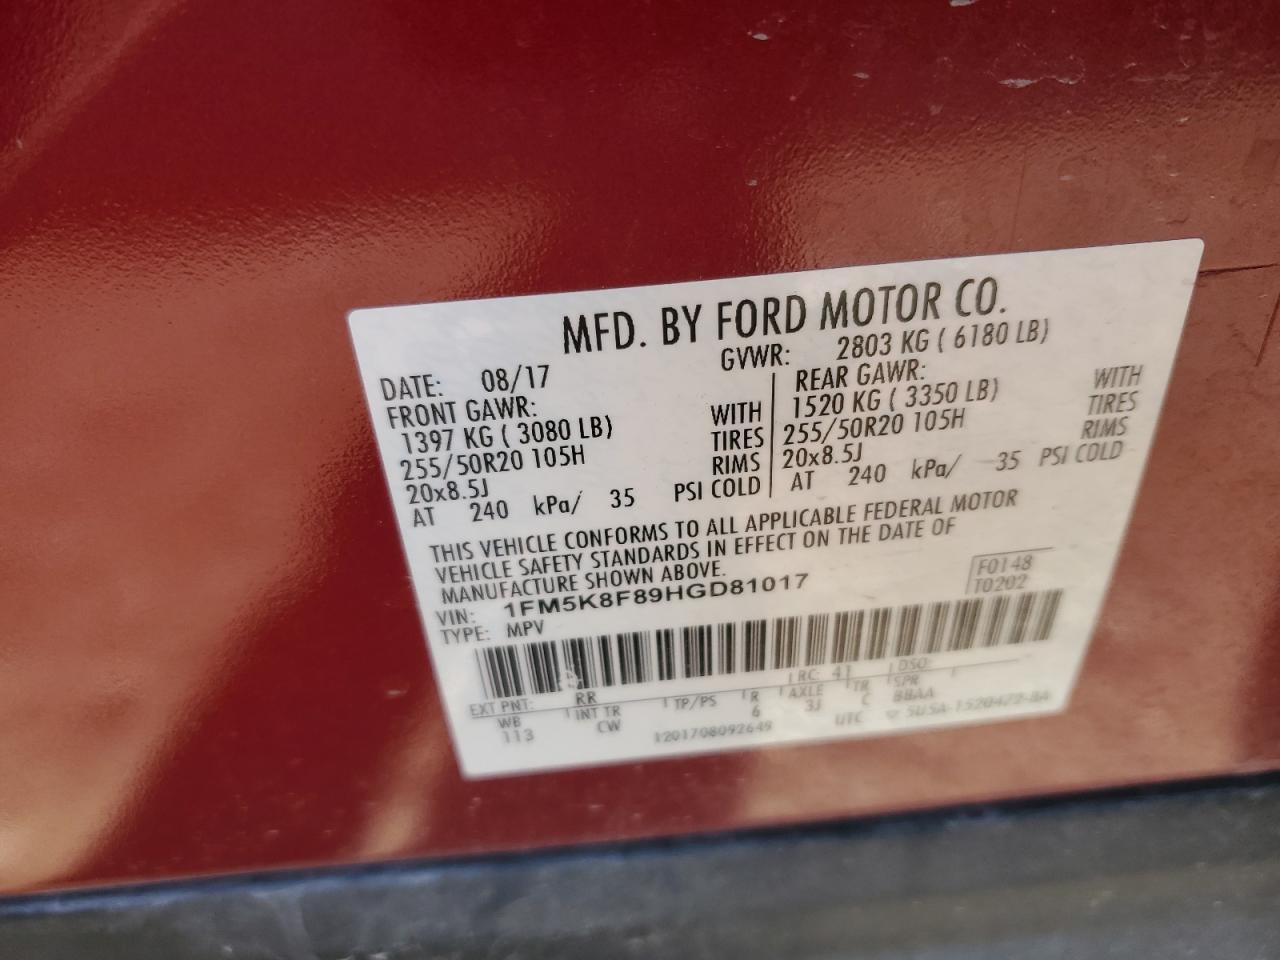 MFD. BY FORD MOTOR CO.
DATE: 08/17 GVWR: 2803 KG ( 6180 LB)
FRONT GAWR: REAR GAWR:
1397 KG ( 3080 LB) WITH 1520 KG ( 3350 LB) WITH
255/50R20 105H TIRES 255/50R20 105H TIRES
20x8.5J RIMS 20x8.5J RIMS
AT 240 kPa/ 35 PSI COLD AT 240 kPa/ 35 PSI COLD
THIS VEHICLE CONFORMS TO ALL APPLICABLE FEDERAL MOTOR
VEHICLE SAFETY STANDARDS IN EFFECT ON THE DATE OF
MANUFACTURE SHOWN ABOVE.
VIN: 1FM5K8F89HGD81017 F0148
TYPE: MPV T0202
EXT PNT: RR RC: 41 DSO:
WB INT TR TP/PS R AXLE TR SPR
113 CW 6 3J C BBAA
1201708092649 UTC 5U5A-1520472-BA